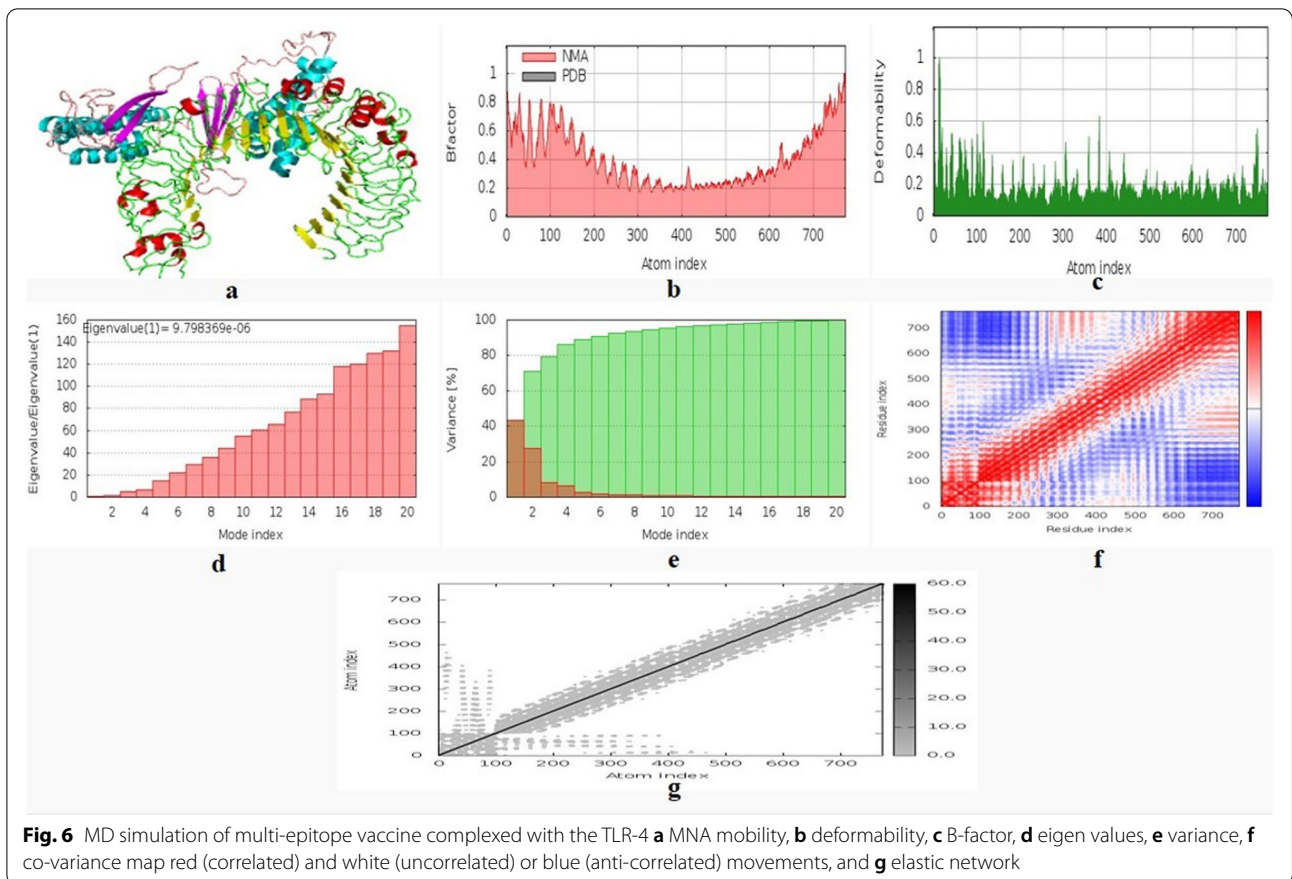 a
NMA
PDB
Bfactor
1
0.8
0.6
0.4
0.2
0
0 100 200 300 400 500 600 700
Atom index
b
Deformability
1
0.8
0.6
0.4
0.2
0
0 100 200 300 400 500 600 700
Atom index
c
Eigenvalue/Eigenvalue(1)
Eigenvalue(1)= 9.798369e-06
160
140
120
100
80
60
40
20
0
2 4 6 8 10 12 14 16 18 20
Mode index
d
Variance [%]
100
80
60
40
20
0
2 4 6 8 10 12 14 16 18 20
Mode index
e
Residue index
700
600
500
400
300
200
100
0
0 100 200 300 400 500 600 700
Residue index
f
Atom index
700
600
500
400
300
200
100
0
0 100 200 300 400 500 600 700
Atom index
60.0
50.0
40.0
30.0
20.0
10.0
0.0
g
Fig. 6 MD simulation of multi-epitope vaccine complexed with the TLR-4 a MNA mobility, b deformability, c B-factor, d eigen values, e variance, f
co-variance map red (correlated) and white (uncorrelated) or blue (anti-correlated) movements, and g elastic network